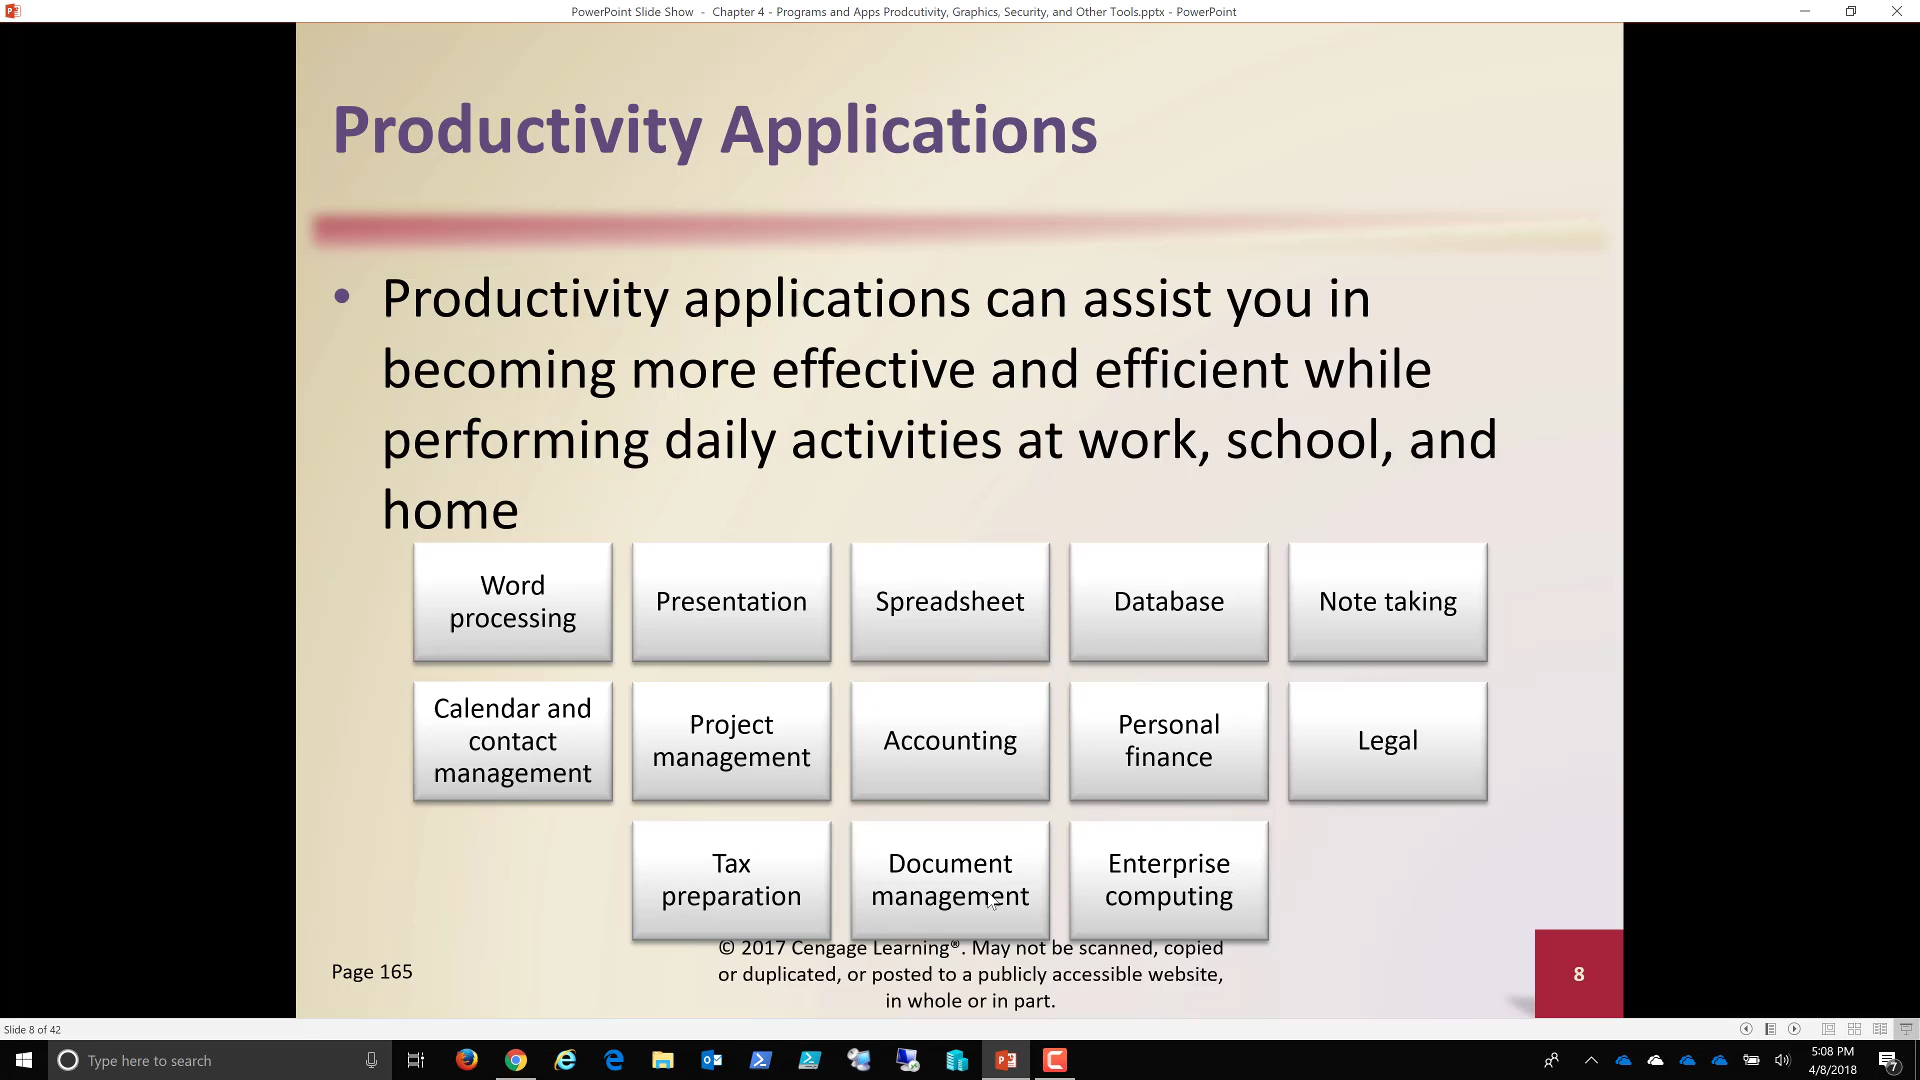 PowerPoint Slide Show - Chapter 4 - Programs and Apps Prodcutivity, Graphics, Security, and Other Tools.pptx - PowerPoint
Productivity Applications
• Productivity applications can assist you in
becoming more effective and efficient while
performing daily activities at work, school, and
home
Word
processing
Presentation
Spreadsheet
Database
Note taking
Calendar and
contact
management
Project
management
Accounting
Personal
finance
Legal
Tax
preparation
Document
management
Enterprise
computing
Page 165
© 2017 Cengage Learning®. May not be scanned, copied
or duplicated, or posted to a publicly accessible website,
in whole or in part.
8
Slide 8 of 42
Type here to search
5:08 PM
4/8/2018
7